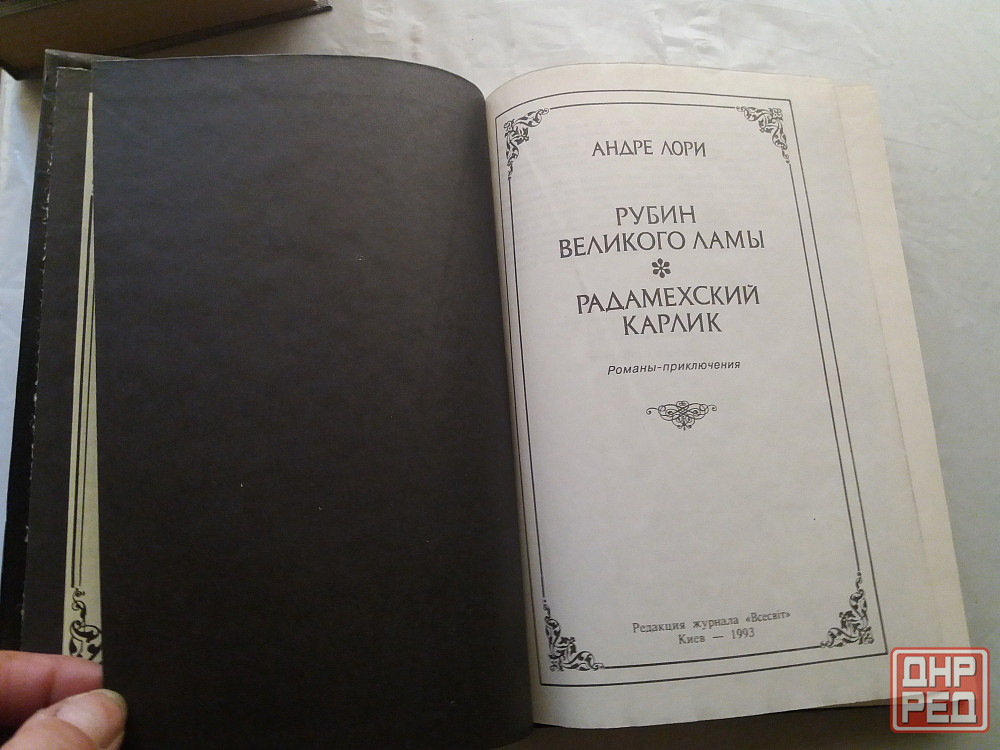 АНДРЕ ЛОРИ
РУБИН
ВЕЛИКОГО ЛАМЫ
*
РАДАМЕХСКИЙ
КАРЛИК
Романы-приключения
Редакция журнала «Всесвіт»
Киев — 1993
ДНР
РЕД